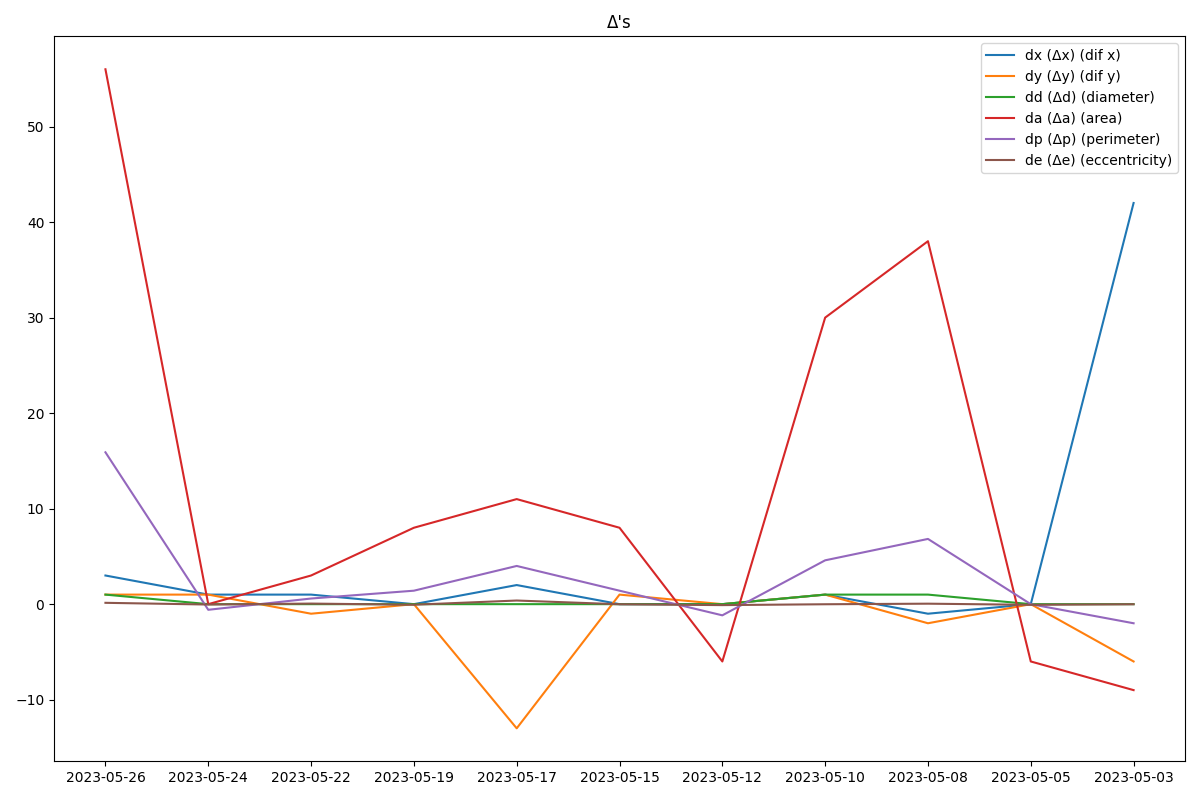 Δ's
dx (Δx) (dif x)
dy (Δy) (dif y)
dd (Δd) (diameter)
da (Δa) (area)
dp (Δp) (perimeter)
de (Δe) (eccentricity)
50
40
30
20
10
0
−10
2023-05-26 2023-05-24 2023-05-22 2023-05-19 2023-05-17 2023-05-15 2023-05-12 2023-05-10 2023-05-08 2023-05-05 2023-05-03